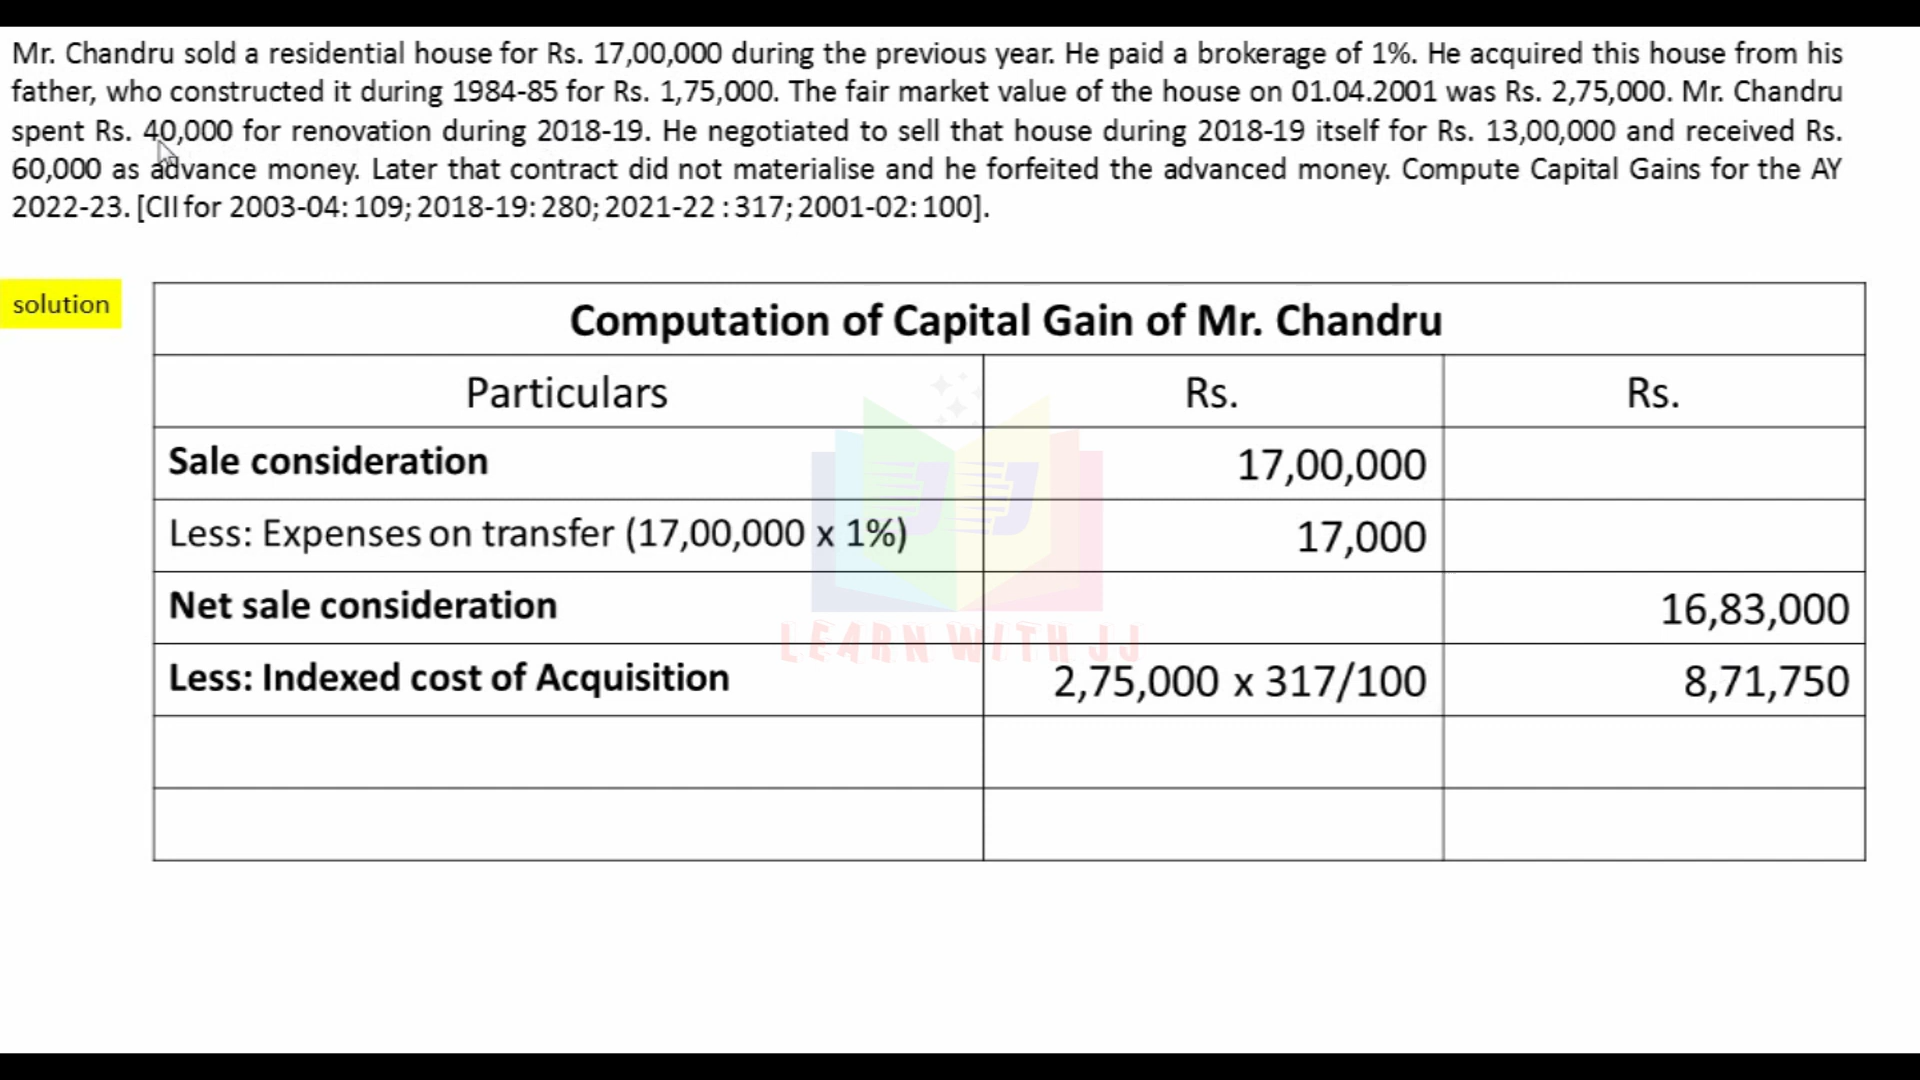 Mr. Chandru sold a residential house for Rs. 17,00,000 during the previous year. He paid a brokerage of 1%. He acquired this house from his
father, who constructed it during 1984-85 for Rs. 1,75,000. The fair market value of the house on 01.04.2001 was Rs. 2,75,000. Mr. Chandru
spent Rs. 40,000 for renovation during 2018-19. He negotiated to sell that house during 2018-19 itself for Rs. 13,00,000 and received Rs.
60,000 as advance money. Later that contract did not materialise and he forfeited the advanced money. Compute Capital Gains for the AY
2022-23. [CII for 2003-04: 109; 2018-19: 280; 2021-22 : 317; 2001-02: 100].
solution
Computation of Capital Gain of Mr. Chandru
Particulars Rs. Rs.
Sale consideration 17,00,000
Less: Expenses on transfer (17,00,000 x 1%) 17,000
Net sale consideration 16,83,000
LEARN WITH JJ
Less: Indexed cost of Acquisition 2,75,000 x 317/100 8,71,750